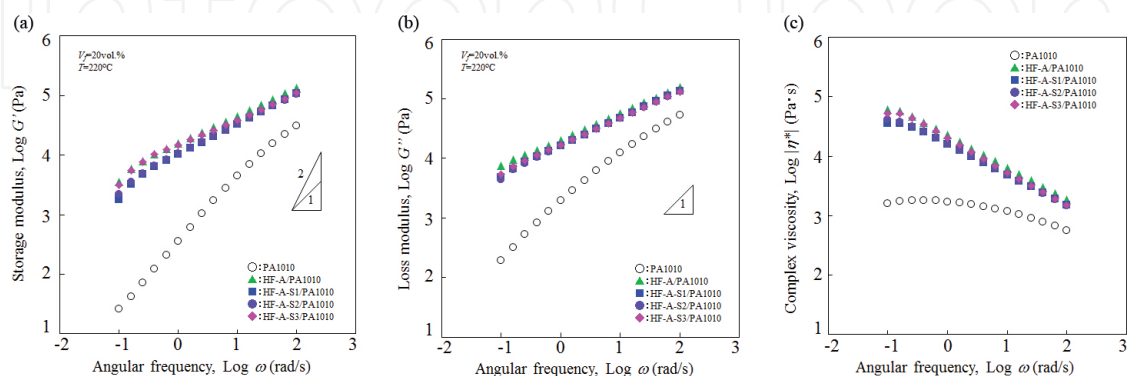 (a)
6
5
4
3
2
1
Storage modulus, Log G' (Pa)
Vf=20vol.%
T=220°C
2
1
○: PA1010
▲: HF-A/PA1010
■: HF-A-S1/PA1010
●: HF-A-S2/PA1010
◆: HF-A-S3/PA1010
-2 -1 0 1 2 3
Angular frequency, Log ω (rad/s)
(b)
6
5
4
3
2
1
Loss modulus, Log G'' (Pa)
Vf=20vol.%
T=220°C
1
○: PA1010
▲: HF-A/PA1010
■: HF-A-S1/PA1010
●: HF-A-S2/PA1010
◆: HF-A-S3/PA1010
-2 -1 0 1 2 3
Angular frequency, Log ω (rad/s)
(c)
6
5
4
3
2
1
Complex viscosity, Log |η*| (Pa·s)
○: PA1010
▲: HF-A/PA1010
■: HF-A-S1/PA1010
●: HF-A-S2/PA1010
◆: HF-A-S3/PA1010
-2 -1 0 1 2 3
Angular frequency, Log ω (rad/s)